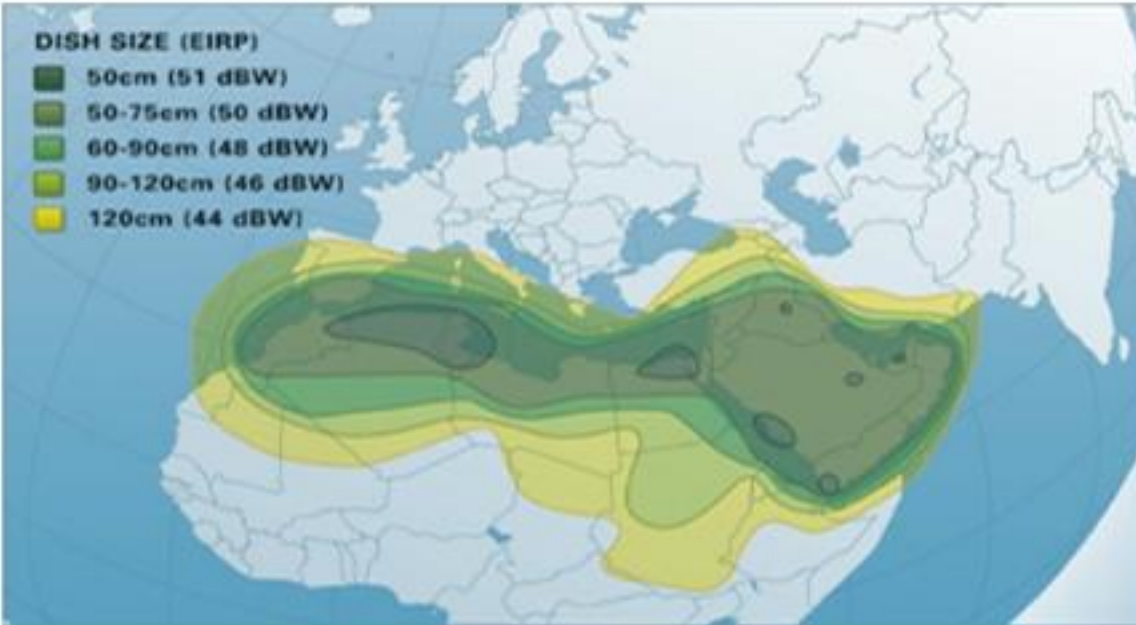 DISH SIZE (EIRP)
50cm (51 dBW)
50-75cm (50 dBW)
60-90cm (48 dBW)
90-120cm (46 dBW)
120cm (44 dBW)